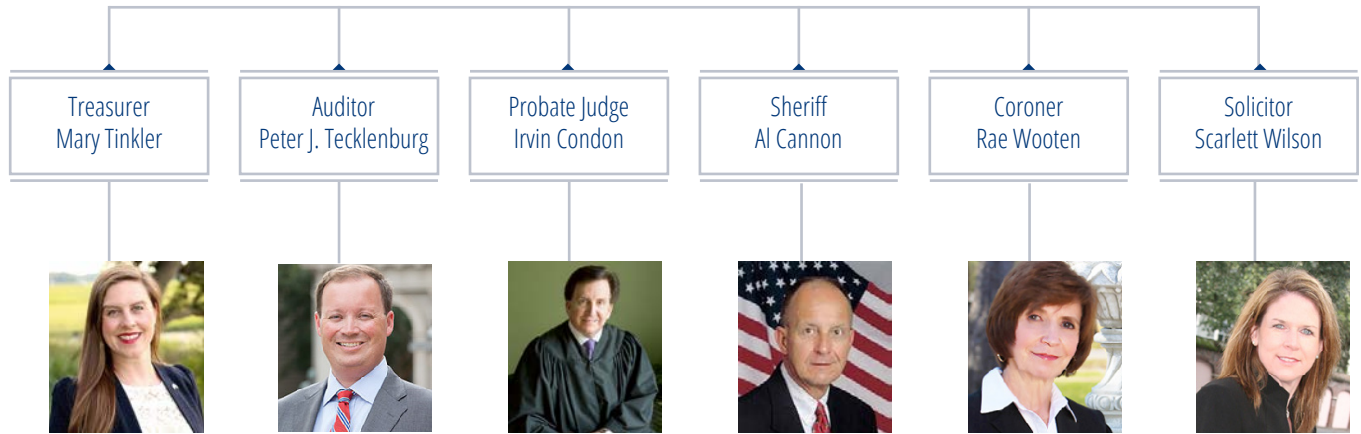 Treasurer
Mary Tinkler
Auditor
Peter J. Tecklenburg
Probate Judge
Irvin Condon
Sheriff
Al Cannon
Coroner
Rae Wooten
Solicitor
Scarlett Wilson